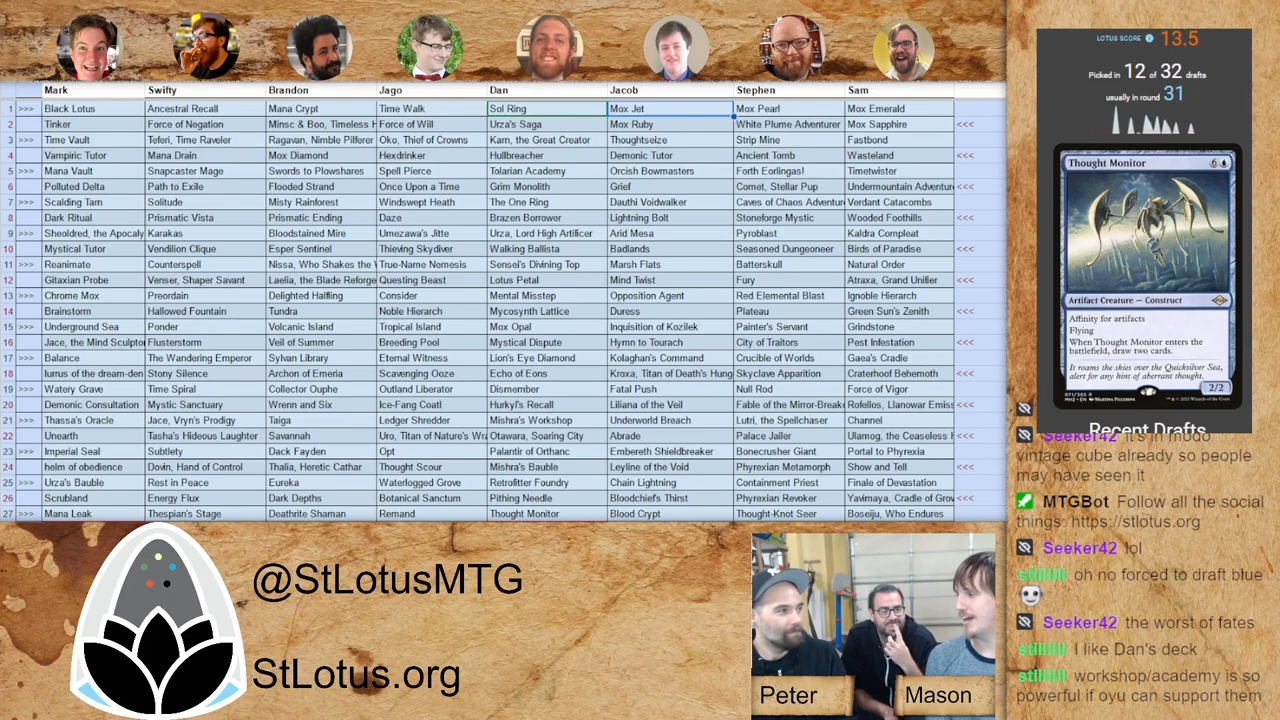 Mark Swifty Brandon Jago Dan Jacob Stephen Sam
1 >>> Black Lotus Ancestral Recall Mana Crypt Time Walk Sol Ring Mox Jet Mox Pearl Mox Emerald
2 Tinker Force of Negation Minsc & Boo, Timeless H Force of Will Urza's Saga Mox Ruby White Plume Adventurer Mox Sapphire <<<
3 >>> Time Vault Teferi, Time Raveler Ragavan, Nimble Pilferer Oko, Thief of Crowns Karn, the Great Creator Thoughtseize Strip Mine Fastbond
4 Vampiric Tutor Mana Drain Mox Diamond Hexdrinker Hullbreacher Demonic Tutor Ancient Tomb Wasteland <<<
5 >>> Mana Vault Snapcaster Mage Swords to Plowshares Spell Pierce Tolarian Academy Orcish Bowmasters Forth Eorlingas! Timetwister
6 Polluted Delta Path to Exile Flooded Strand Once Upon a Time Grim Monolith Grief Comet, Stellar Pup Undermountain Adventure <<<
7 >>> Scalding Tarn Solitude Misty Rainforest Windswept Heath The One Ring Dauthi Voidwalker Caves of Chaos Adventure Verdant Catacombs
8 Dark Ritual Prismatic Vista Prismatic Ending Daze Brazen Borrower Lightning Bolt Stoneforge Mystic Wooded Foothills <<<
9 >>> Sheoldred, the Apocaly Karakas Bloodstained Mire Umezawa's Jitte Urza, Lord High Artificer Arid Mesa Pyroblast Kaldra Compleat
10 Mystical Tutor Vendilion Clique Esper Sentinel Thieving Skydiver Walking Ballista Badlands Seasoned Dungeoneer Birds of Paradise <<<
11 >>> Reanimate Counterspell Nissa, Who Shakes the True-Name Nemesis Sensei's Divining Top Marsh Flats Batterskull Natural Order
12 Gitaxian Probe Venser, Shaper Savant Laelia, the Blade Reforge Questing Beast Lotus Petal Mind Twist Fury Atraxa, Grand Unifier <<<
13 >>> Chrome Mox Preordain Delighted Halfling Consider Mental Misstep Opposition Agent Red Elemental Blast Ignoble Hierarch
14 Brainstorm Hallowed Fountain Tundra Noble Hierarch Mycosynth Lattice Duress Plateau Green Sun's Zenith <<<
15 >>> Underground Sea Ponder Volcanic Island Tropical Island Mox Opal Inquisition of Kozilek Painter's Servant Grindstone
16 Jace, the Mind Sculptor Flusterstorm Veil of Summer Breeding Pool Mystical Dispute Hymn to Tourach City of Traitors Pest Infestation <<<
17 >>> Balance The Wandering Emperor Sylvan Library Eternal Witness Lion's Eye Diamond Kolaghan's Command Crucible of Worlds Gaea's Cradle
18 lurrus of the dream-den Stony Silence Archon of Emeria Scavenging Ooze Echo of Eons Kroxa, Titan of Death's Hung Skyclave Apparition Craterhoof Behemoth <<<
19 >>> Watery Grave Time Spiral Collector Ouphe Outland Liberator Dismember Fatal Push Null Rod Force of Vigor
20 Demonic Consultation Mystic Sanctuary Wrenn and Six Ice-Fang Coatl Hurkyl's Recall Liliana of the Veil Fable of the Mirror-Breake Rofellos, Llanowar Emiss <<<
21 >>> Thassa's Oracle Jace, Vryn's Prodigy Taiga Ledger Shredder Mishra's Workshop Underworld Breach Lutri, the Spellchaser Channel
22 Unearth Tasha's Hideous Laughter Savannah Uro, Titan of Nature's Wra Otawara, Soaring City Abrade Palace Jailer Ulamog, the Ceaseless H <<<
23 >>> Imperial Seal Subtlety Dack Fayden Opt Palantir of Orthanc Embereth Shieldbreaker Bonecrusher Giant Portal to Phyrexia
24 helm of obedience Dovin, Hand of Control Thalia, Heretic Cathar Thought Scour Mishra's Bauble Leyline of the Void Phyrexian Metamorph Show and Tell <<<
25 >>> Urza's Bauble Rest in Peace Eureka Waterlogged Grove Retrofitter Foundry Chain Lightning Containment Priest Finale of Devastation
26 Scrubland Energy Flux Dark Depths Botanical Sanctum Pithing Needle Bloodchief's Thirst Phyrexian Revoker Yavimaya, Cradle of Grov <<<
27 >>> Mana Leak Thespian's Stage Deathrite Shaman Remand Thought Monitor Blood Crypt Thought-Knot Seer Boseiju, Who Endures
@StLotusMTG
StLotus.org
Peter Mason
LOTUS SCORE 13.5
Picked in 12 of 32 drafts
usually in round 31
Thought Monitor 6
Artifact Creature — Construct
Affinity for artifacts
Flying
When Thought Monitor enters the
battlefield, draw two cards.
It roams the skies over the Quicksilver Sea,
alert for any hint of aberrant thought.
2/2
Recent Drafts
Seeker42 it's in modo
vintage cube already so people
may have seen it
MTGBot Follow all the social
things: https://stlotus.org
Seeker42 lol
oh no forced to draft blue
Seeker42 the worst of fates
I like Dan's deck
workshop/academy is so
powerful if oyu can support them